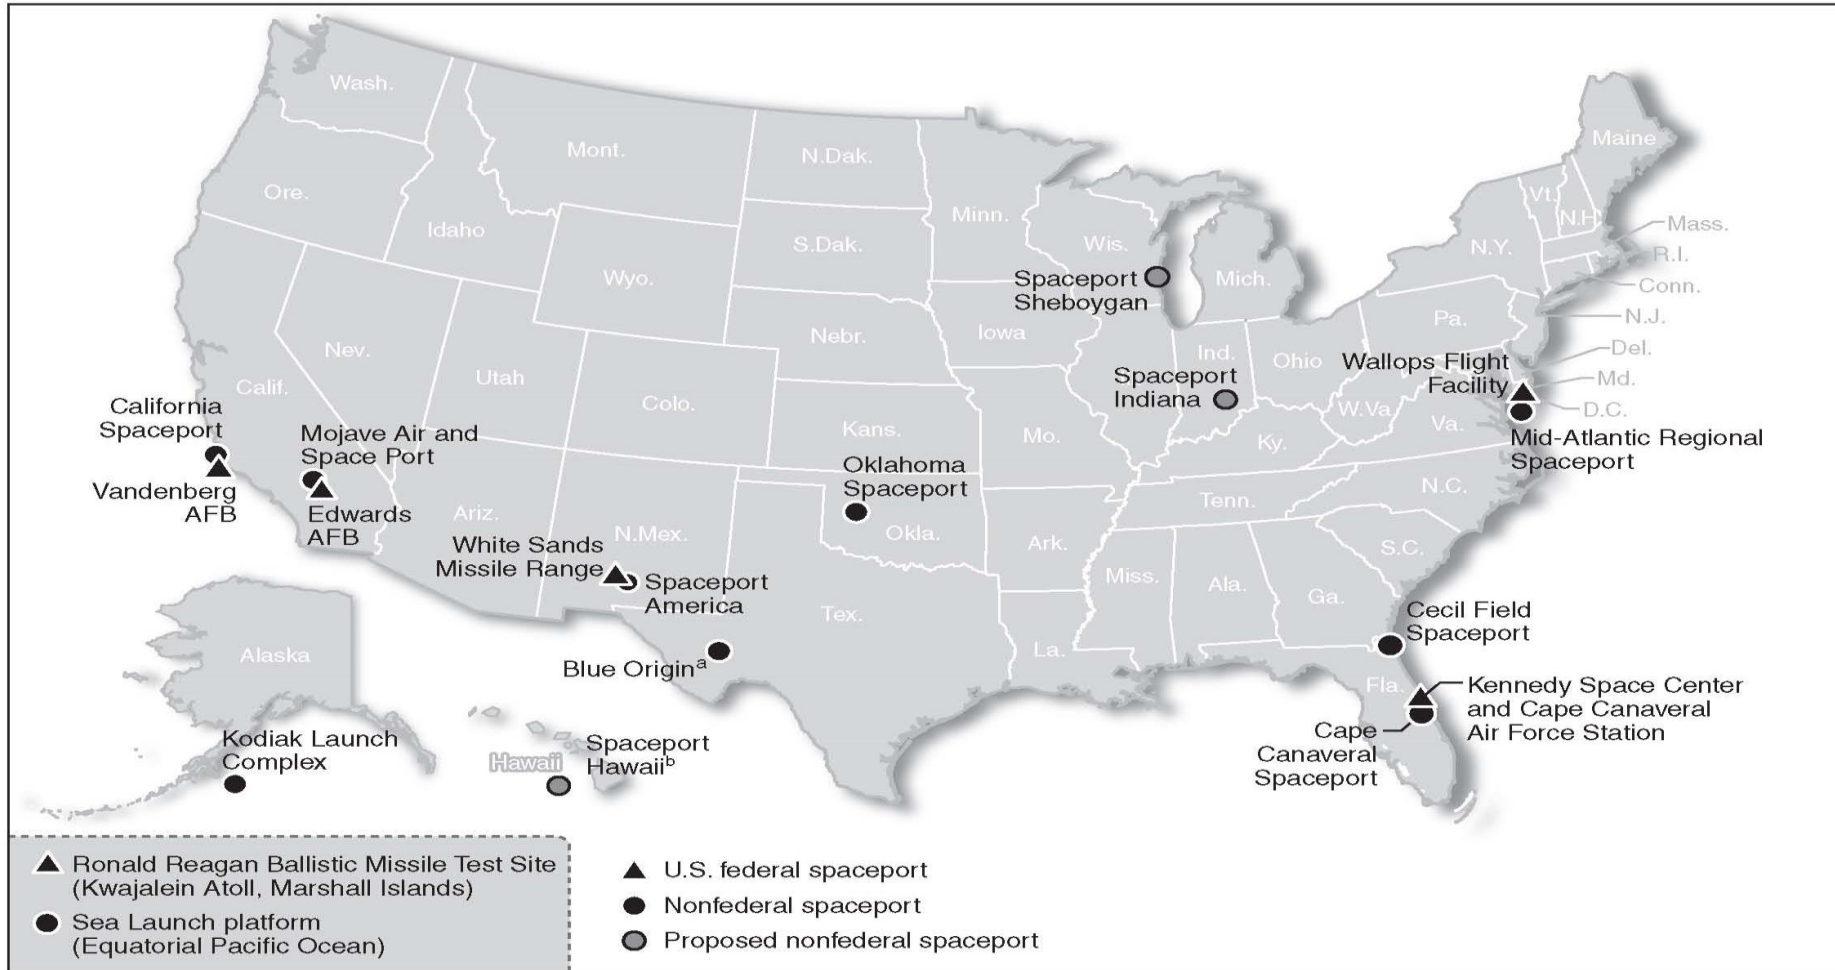 Wash.
Mont.
N.Dak.
Maine
Ore.
Idaho
Minn.
Vt.
N.H
Mass.
S.Dak.
Wis.
N.Y.
R.I.
Wyo.
Mich.
Conn.
Spaceport
Sheboygan
N.J.
Nebr.
Iowa
Pa.
Nev.
Utah
Ind.
Ohio
Del.
Wallops Flight
Facility
Md.
Calif.
Colo.
Spaceport
Indiana
W.Va.
D.C.
California
Spaceport
Mojave Air and
Space Port
Kans.
Mo.
Ky.
Va.
Mid-Atlantic Regional
Spaceport
Oklahoma
Spaceport
Vandenberg
AFB
Edwards
AFB
Ariz.
N.Mex.
Okla.
Ark.
Tenn.
N.C.
White Sands
Missile Range
Spaceport
America
Tex.
Miss.
Ala.
Ga.
S.C.
Cecil Field
Spaceport
Alaska
Blue Originᵃ
La.
Fla.
Kennedy Space Center
and Cape Canaveral
Air Force Station
Cape
Canaveral
Spaceport
Kodiak Launch
Complex
Hawaii
Spaceport
Hawaiiᵇ
Ronald Reagan Ballistic Missile Test Site
(Kwajalein Atoll, Marshall Islands)
Sea Launch platform
(Equatorial Pacific Ocean)
U.S. federal spaceport
Nonfederal spaceport
Proposed nonfederal spaceport